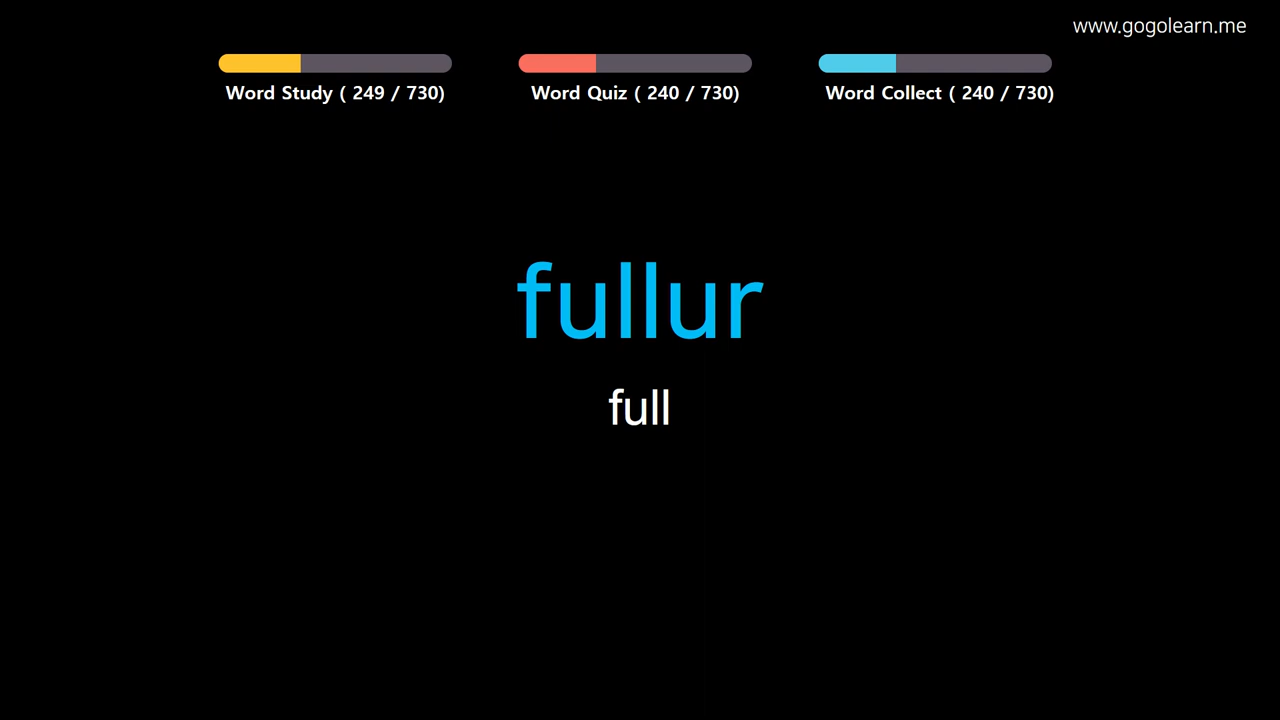 www.gogolearn.me
Word Study ( 249 / 730)
Word Quiz ( 240 / 730)
Word Collect ( 240 / 730)
fullur
full